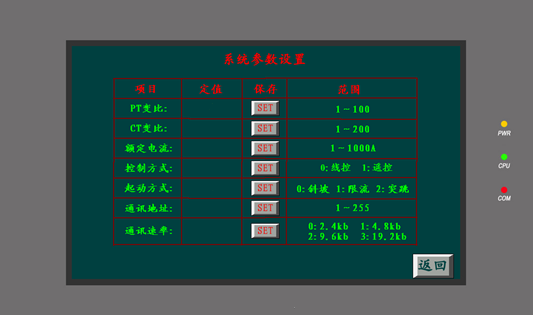 系统参数设置
项目 定值 保存 范围
PT变比: SET 1-100
CT变比: SET 1-200
额定电流: SET 1-1000A
控制方式: SET 0:线控 1:遥控
起动方式: SET 0:斜坡 1:限流 2:突跳
通讯地址: SET 1-255
通讯速率: SET 0:2.4kb 1:4.8kb
2:9.6kb 3:19.2kb
返回
PWR
CPU
COM